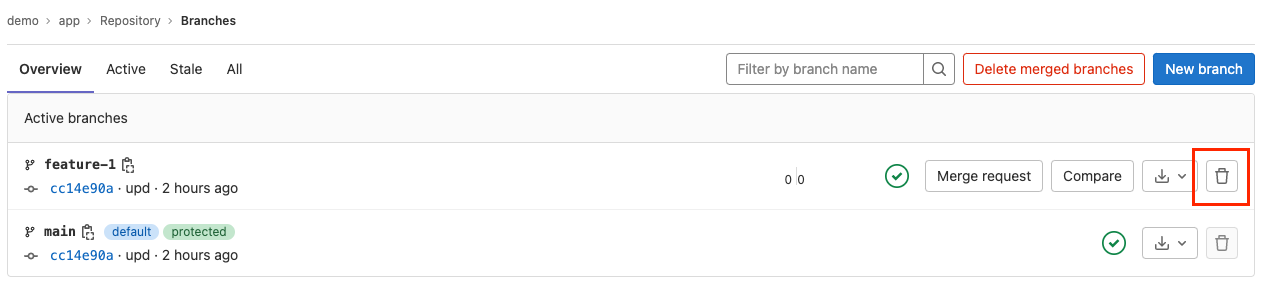 demo › app › Repository › Branches
Overview Active Stale All Filter by branch name Delete merged branches New branch
Active branches
feature-1
cc14e90a · upd · 2 hours ago 0 0 Merge request Compare
main default protected
cc14e90a · upd · 2 hours ago